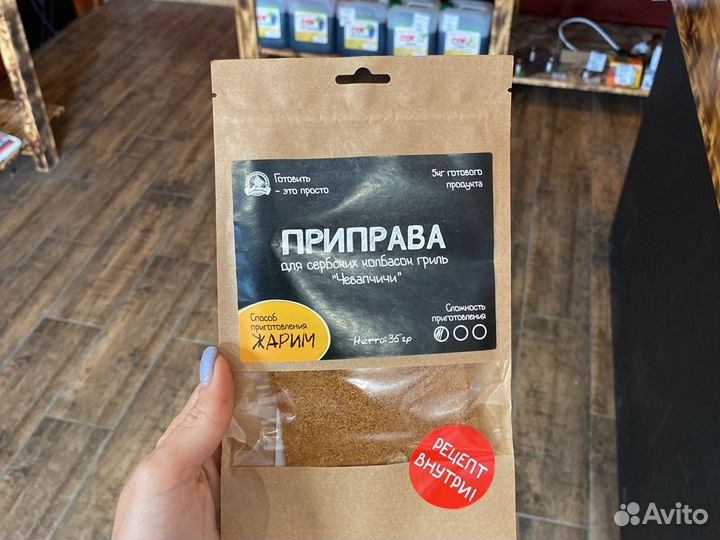 Готовить
- это просто
5кг готового
продукта
ПРИПРАВА
для сербских колбасок гриль
"Чевапчичи"
Способ
приготовления
ЖАРИМ
Сложность
приготовления
Нетто: 35 гр
РЕЦЕПТ
ВНУТРИ!
Avito